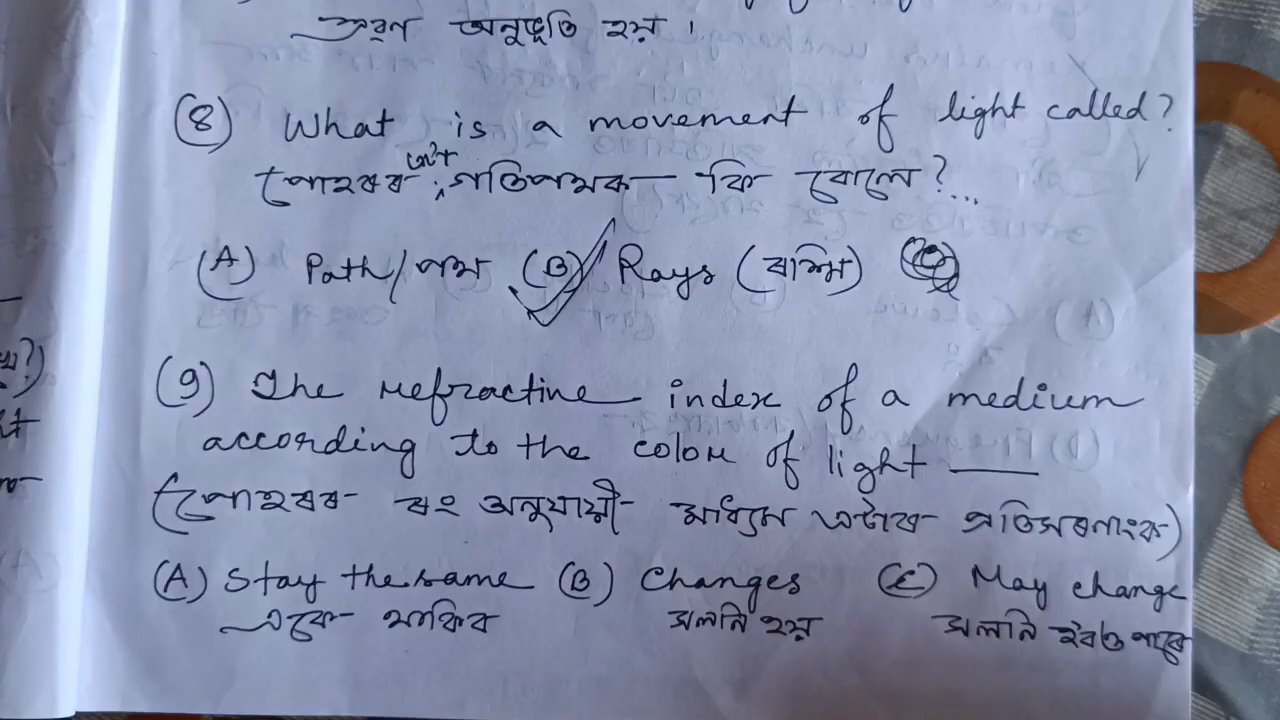 অনুভূতি হয় ।
(8) What is a movement of light called?
পোহৰৰ গতিপথক কি বোলে?...
(A) Path/পথ (B) Rays (ৰশ্মি)
(9) The refractive index of a medium
according to the color of light ___
(পোহৰৰ ৰং অনুযায়ী মাধ্যম এটাৰ প্ৰতিসৰণাংক)
(A) Stay the same (B) Changes (C) May change
একে থাকিব সলনি হয় সলনি হবও পাৰে